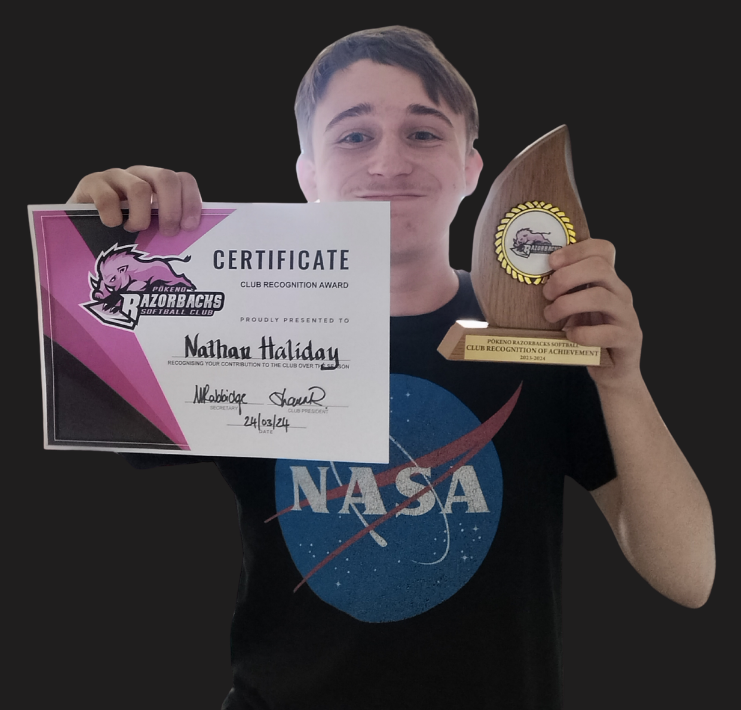 CERTIFICATE
CLUB RECOGNITION AWARD
PŌKENO
RAZORBACKS
SOFTBALL CLUB
PROUDLY PRESENTED TO
Nathan Haliday
RECOGNISING YOUR CONTRIBUTION TO THE CLUB OVER THE SEASON
SECRETARY
CLUB PRESIDENT
24/03/24
DATE
RAZORBACKS
PŌKENO RAZORBACKS SOFTBALL
CLUB RECOGNITION OF ACHIEVEMENT
2023-2024
NASA